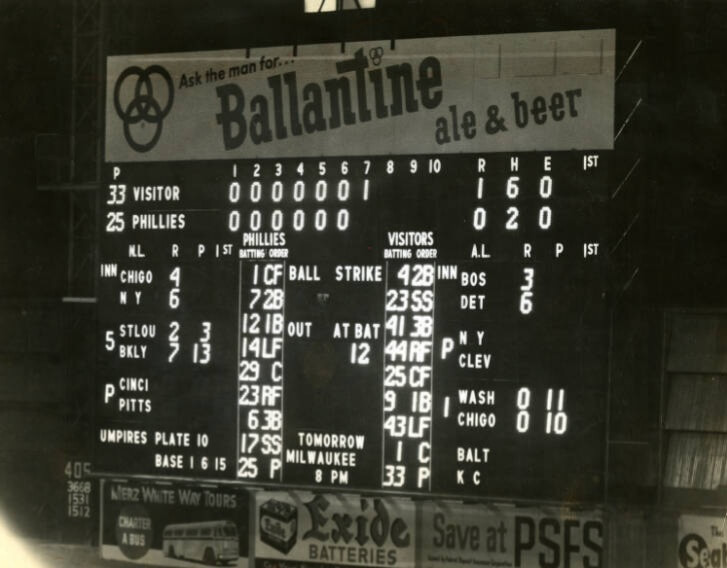 Ask the man for...
Ballantine
ale & beer
P 1 2 3 4 5 6 7 8 9 10 R H E 1ST
33 VISITOR 0 0 0 0 0 0 1 1 6 0
25 PHILLIES 0 0 0 0 0 0 0 2 0
PHILLIES VISITORS
N.L. R P 1ST BATTING ORDER BATTING ORDER A.L. R P 1ST
INN CHIGO 4 1 CF BALL STRIKE 4 2B INN BOS 3
N Y 6 7 2B 23 SS DET 6
5 STLOU 2 3 12 1B OUT AT BAT 41 3B P N Y
BKLY 7 13 14 LF 12 44 RF CLEV
29 C 25 CF
P CINCI 23 RF 9 1B 1 WASH 0 11
PITTS 6 3B 43 LF CHIGO 0 10
UMPIRES PLATE 10 17 SS TOMORROW 1 C BALT
BASE 1 6 15 25 P MILWAUKEE 33 P K C
8 PM
405
3668
1531
1512
MERZ WHITE WAY TOURS
CHARTER
A BUS
Exide
BATTERIES
Save at PSFS
The